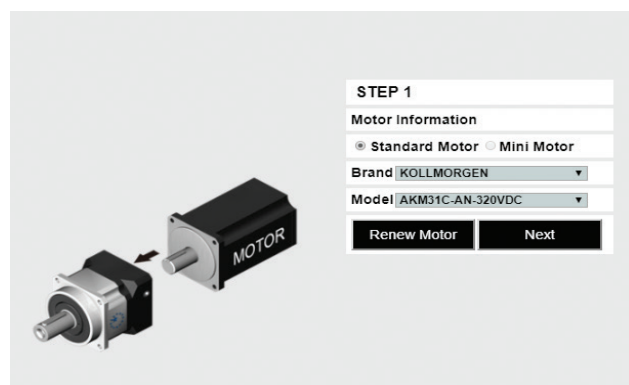 STEP 1
Motor Information
Standard Motor Mini Motor
Brand KOLLMORGEN
Model AKM31C-AN-320VDC
Renew Motor Next
MOTOR